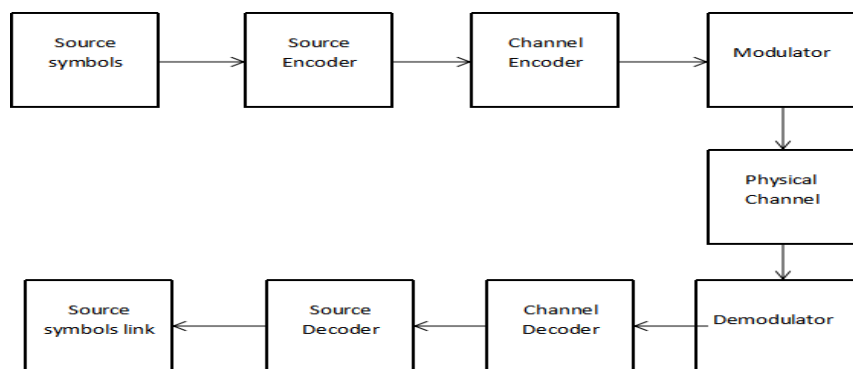 Source
symbols
Source
Encoder
Channel
Encoder
Modulator
Physical
Channel
Source
symbols link
Source
Decoder
Channel
Decoder
Demodulator